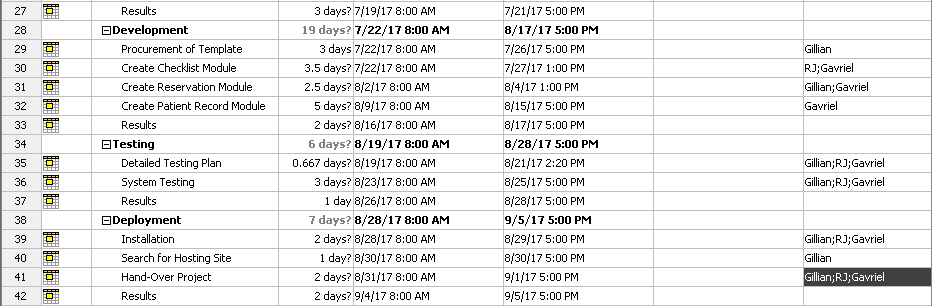 27 Results 3 days? 7/19/17 8:00 AM 7/21/17 5:00 PM
28 Development 19 days? 7/22/17 8:00 AM 8/17/17 5:00 PM
29 Procurement of Template 3 days 7/22/17 8:00 AM 7/26/17 5:00 PM Gillian
30 Create Checklist Module 3.5 days? 7/22/17 8:00 AM 7/27/17 1:00 PM RJ;Gavriel
31 Create Reservation Module 2.5 days? 8/2/17 8:00 AM 8/4/17 1:00 PM Gillian;Gavriel
32 Create Patient Record Module 5 days? 8/9/17 8:00 AM 8/15/17 5:00 PM Gavriel
33 Results 2 days? 8/16/17 8:00 AM 8/17/17 5:00 PM
34 Testing 6 days? 8/19/17 8:00 AM 8/28/17 5:00 PM
35 Detailed Testing Plan 0.667 days? 8/19/17 8:00 AM 8/21/17 2:20 PM Gillian;RJ;Gavriel
36 System Testing 3 days? 8/23/17 8:00 AM 8/25/17 5:00 PM Gillian;RJ;Gavriel
37 Results 1 day 8/26/17 8:00 AM 8/28/17 5:00 PM
38 Deployment 7 days? 8/28/17 8:00 AM 9/5/17 5:00 PM
39 Installation 2 days? 8/28/17 8:00 AM 8/29/17 5:00 PM Gillian;RJ;Gavriel
40 Search for Hosting Site 1 day? 8/30/17 8:00 AM 8/30/17 5:00 PM Gillian
41 Hand-Over Project 2 days? 8/31/17 8:00 AM 9/1/17 5:00 PM Gillian;RJ;Gavriel
42 Results 2 days? 9/4/17 8:00 AM 9/5/17 5:00 PM